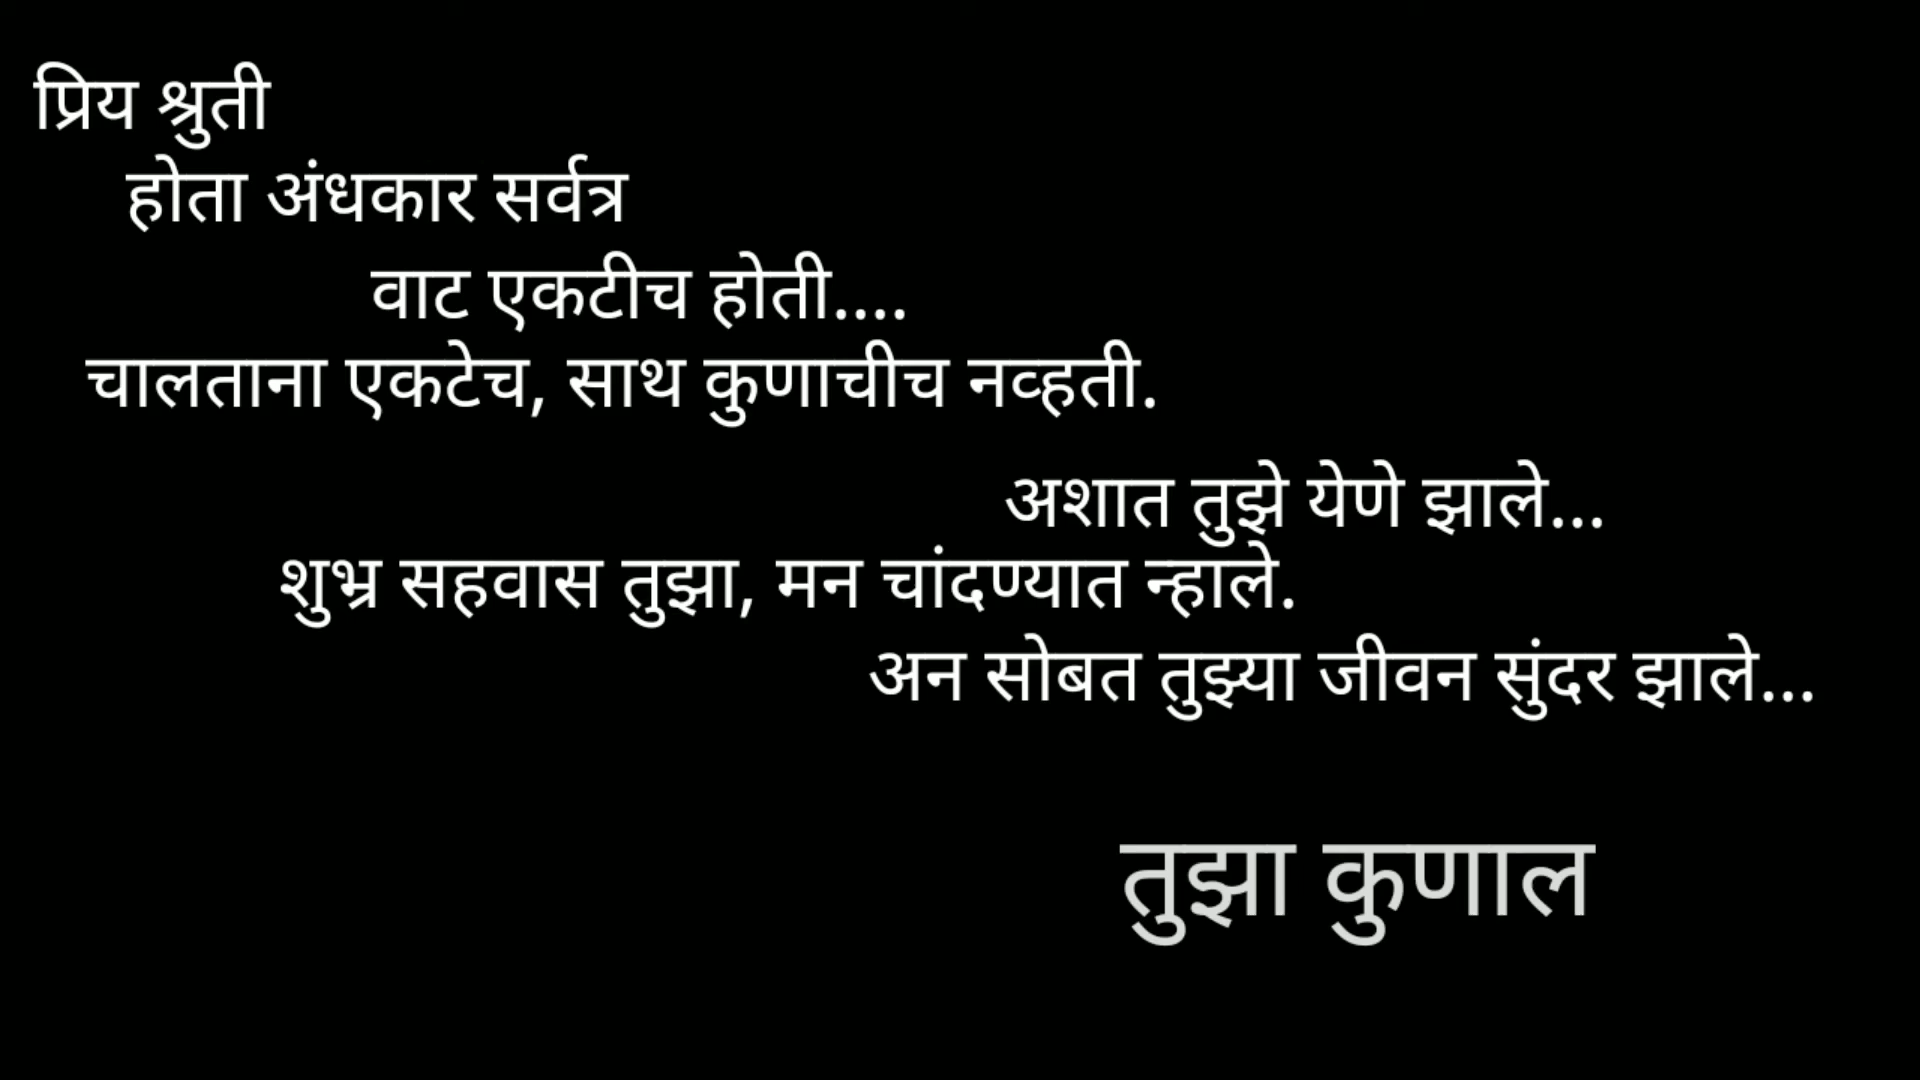 प्रिय श्रुती
होता अंधकार सर्वत्र
वाट एकटीच होती....
चालताना एकटेच, साथ कुणाचीच नव्हती.
अशात तुझे येणे झाले...
शुभ्र सहवास तुझा, मन चांदण्यात न्हाले.
अन सोबत तुझ्या जीवन सुंदर झाले...
तुझा कुणाल